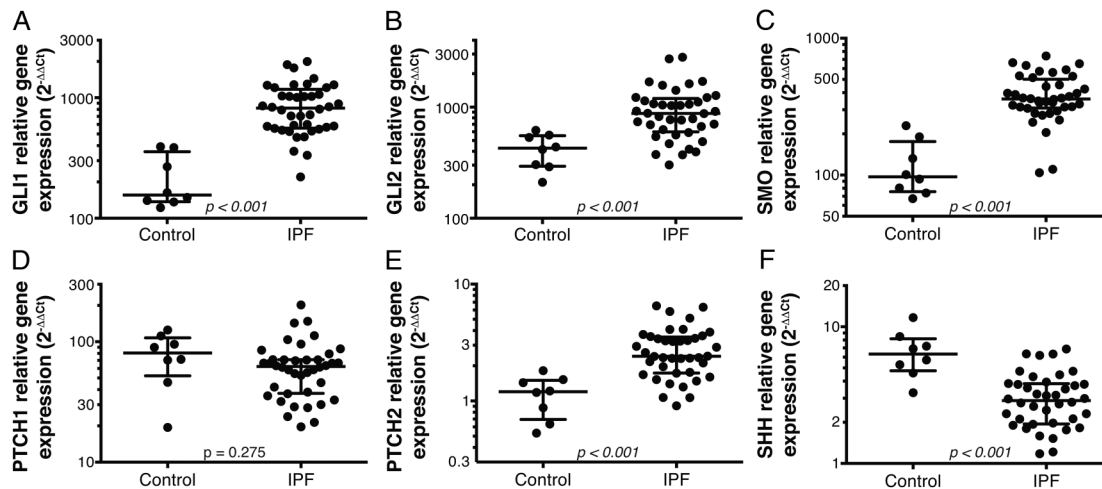 A
GLI1 relative gene
expression (2-ΔΔCt)
3000
1000
300
100
p < 0.001
Control
IPF
B
GLI2 relative gene
expression (2-ΔΔCt)
3000
1000
300
100
p < 0.001
Control
IPF
C
SMO relative gene
expression (2-ΔΔCt)
1000
500
100
50
p < 0.001
Control
IPF
D
PTCH1 relative gene
expression (2-ΔΔCt)
300
100
30
10
p = 0.275
Control
IPF
E
PTCH2 relative gene
expression (2-ΔΔCt)
10
3
1
0.3
p < 0.001
Control
IPF
F
SHH relative gene
expression (2-ΔΔCt)
20
10
2
1
p < 0.001
Control
IPF